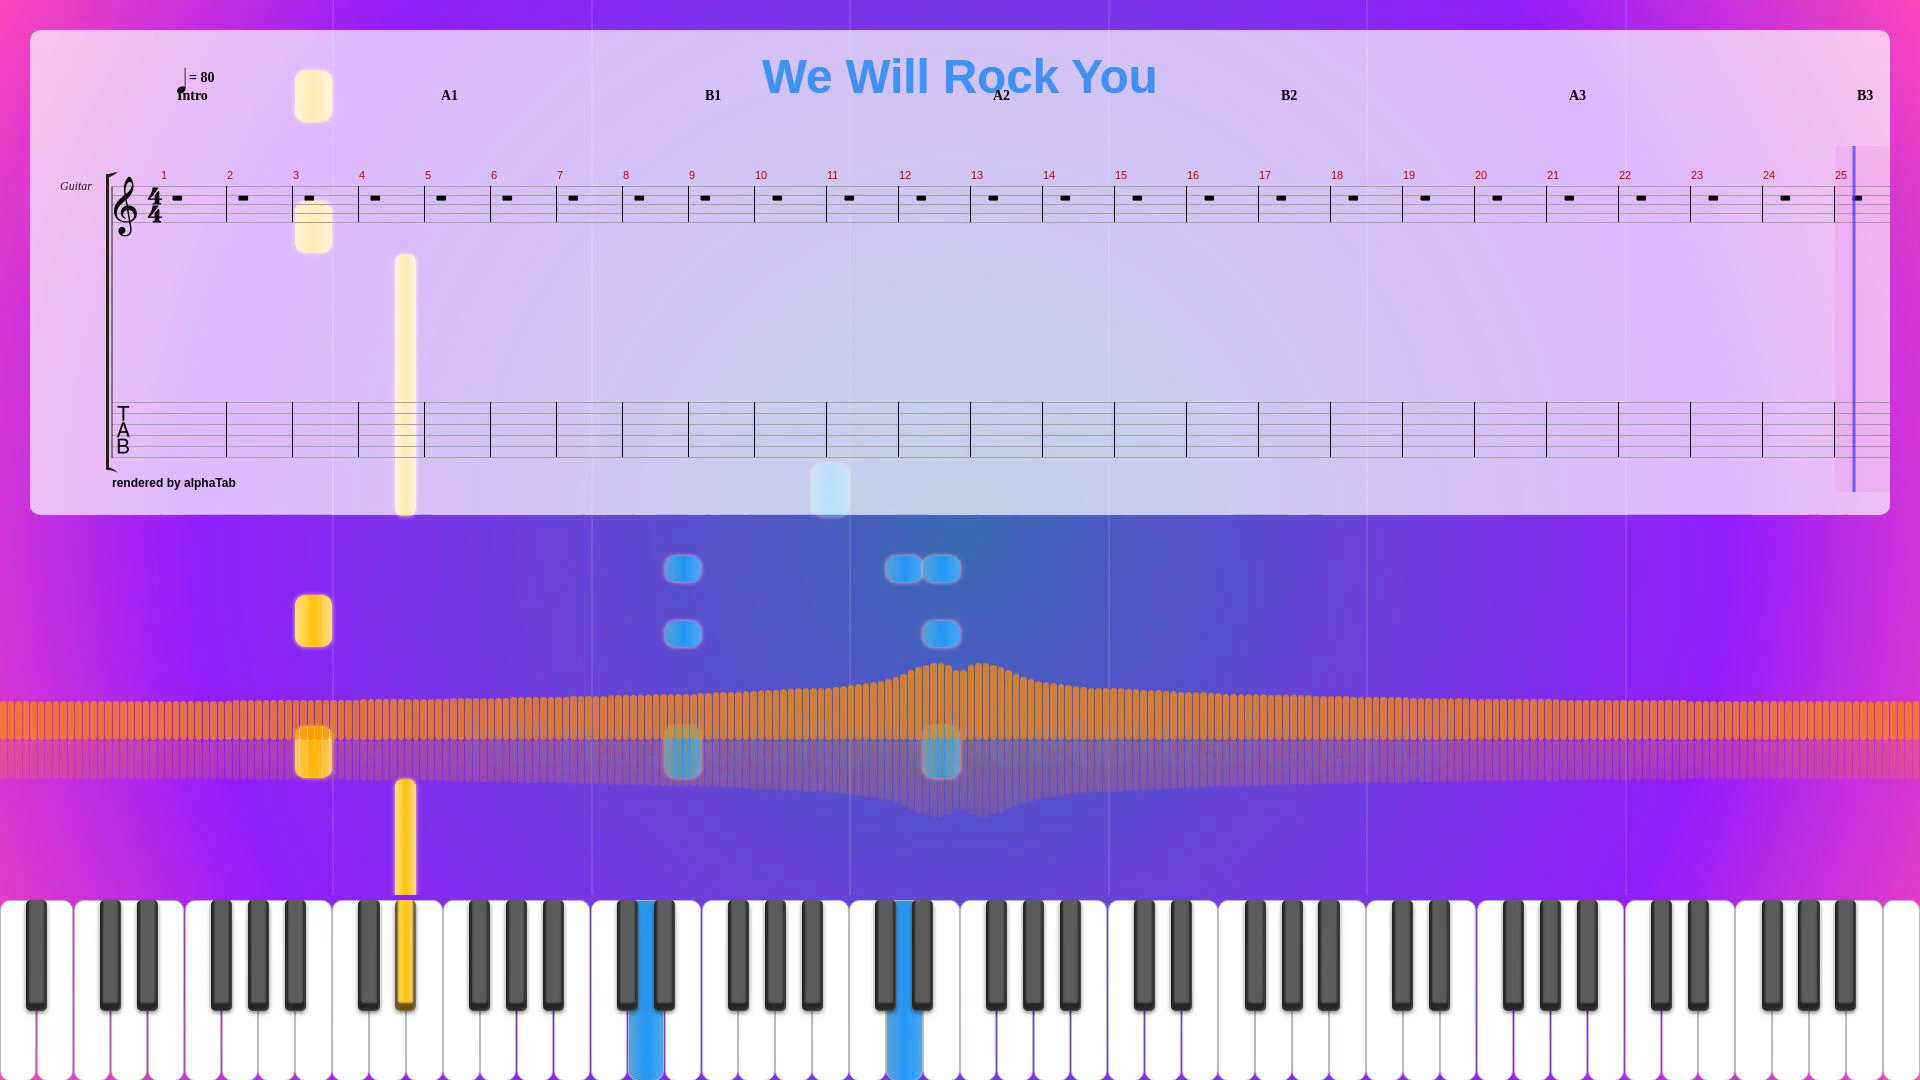 We Will Rock You
= 80
Intro A1 B1 A2 B2 A3 B3
1 2 3 4 5 6 7 8 9 10 11 12 13 14 15 16 17 18 19 20 21 22 23 24 25
Guitar
4
4
T
A
B
rendered by alphaTab